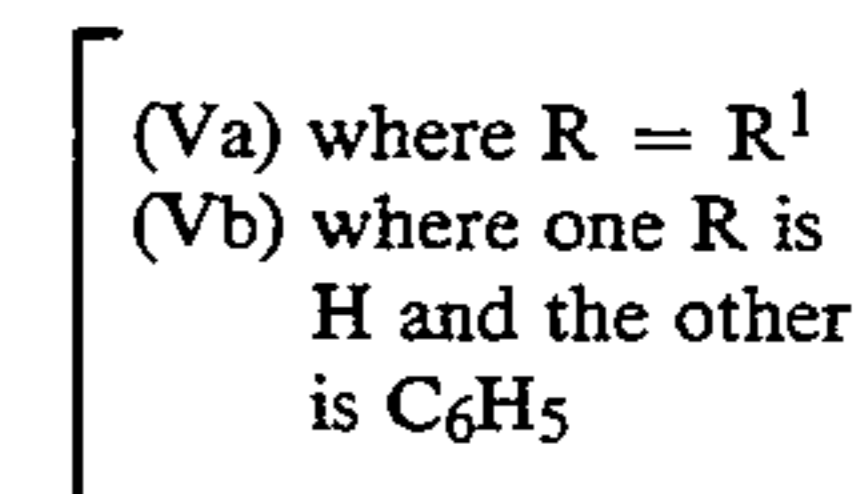 (Va) where R = R¹
(Vb) where one R is
H and the other
is C₆H₅